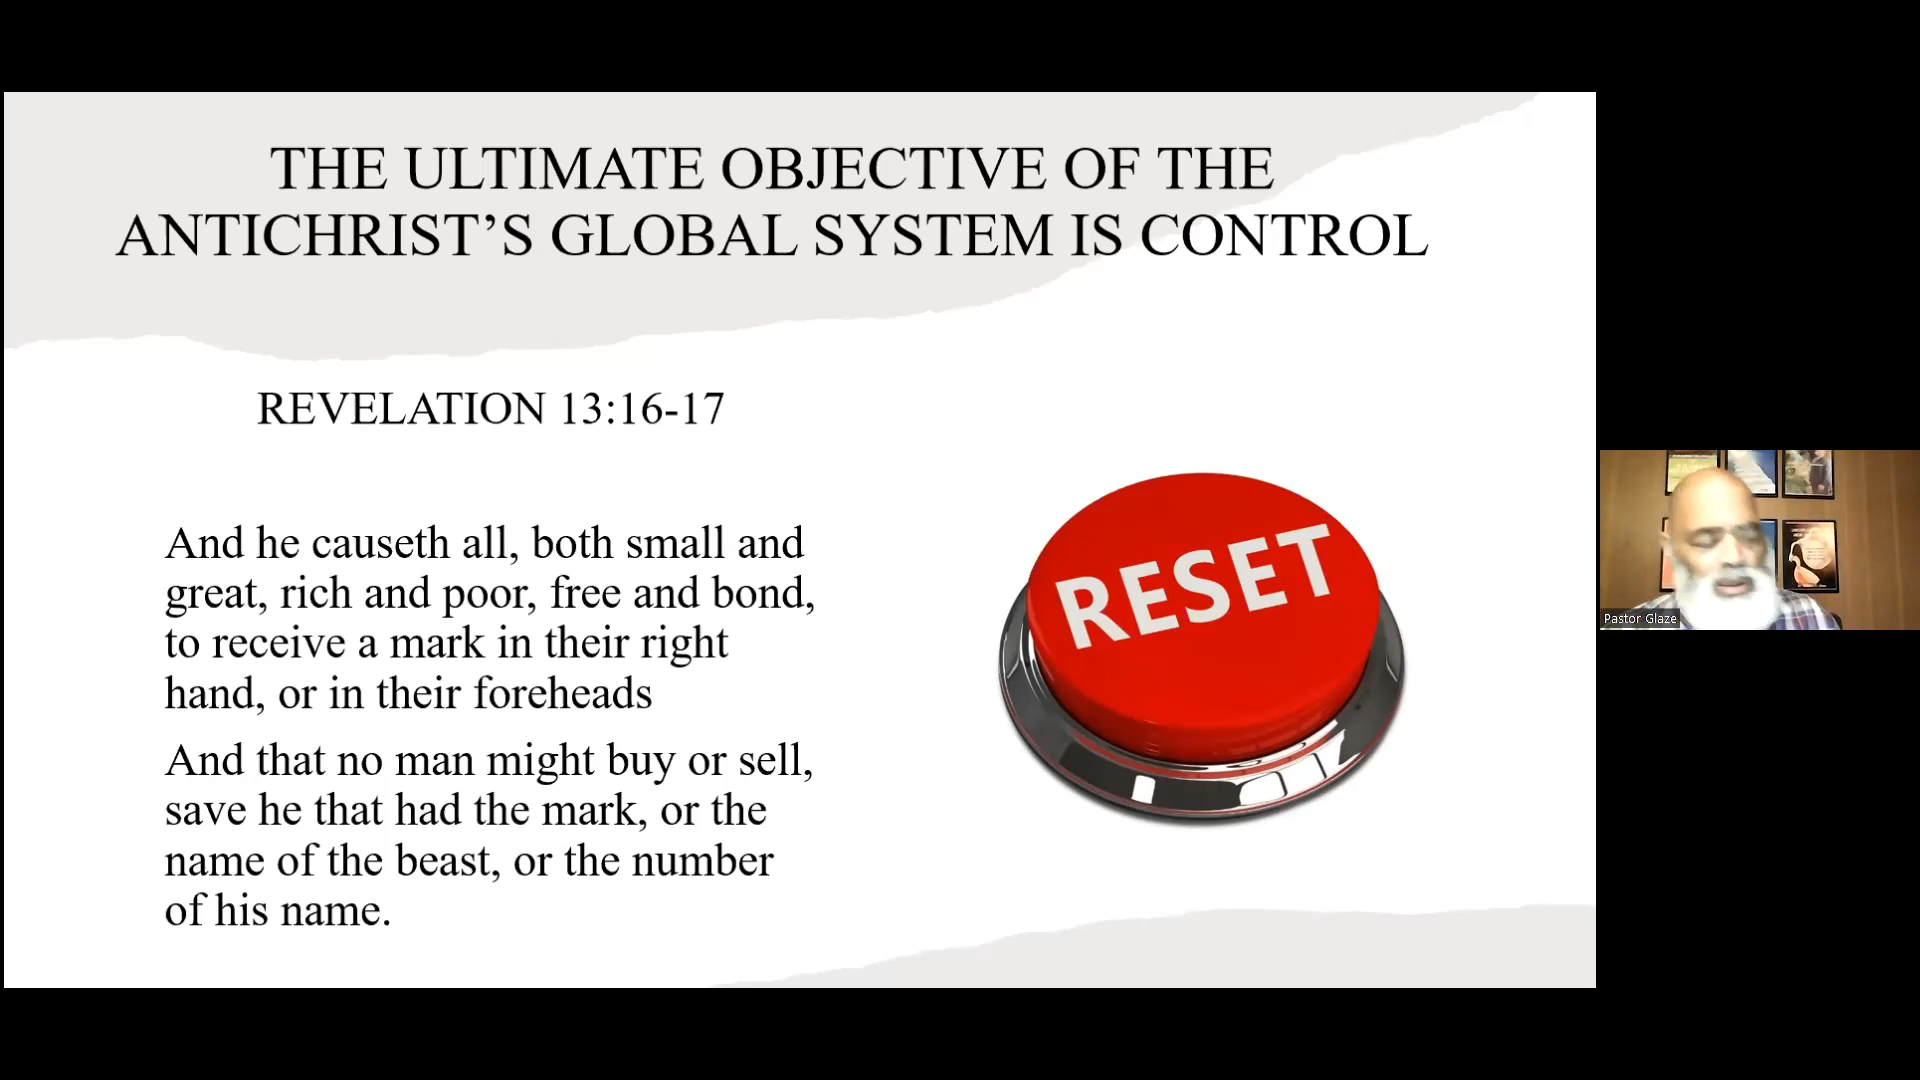 THE ULTIMATE OBJECTIVE OF THE
ANTICHRIST’S GLOBAL SYSTEM IS CONTROL
REVELATION 13:16-17
And he causeth all, both small and
great, rich and poor, free and bond,
to receive a mark in their right
hand, or in their foreheads
And that no man might buy or sell,
save he that had the mark, or the
name of the beast, or the number
of his name.
RESET
Pastor Glaze